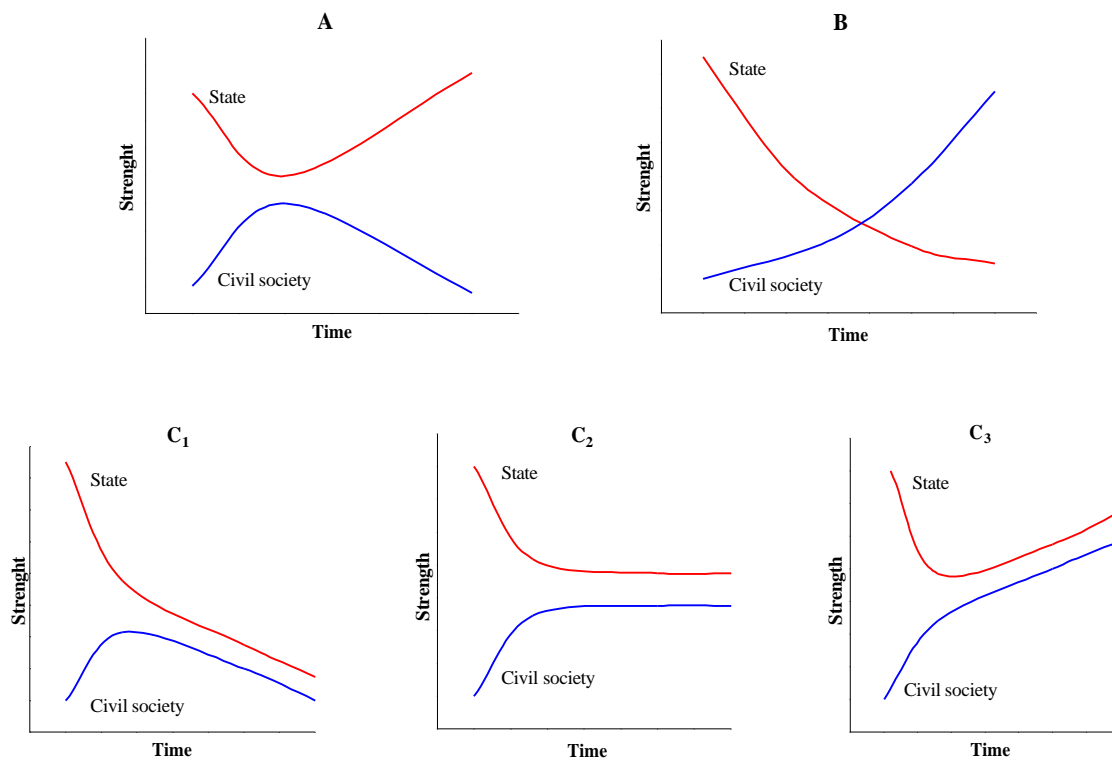 A
State
Strenght
Civil society
Time
B
State
Strenght
Civil society
Time
C₁
State
Strenght
Civil society
Time
C₂
State
Strength
Civil society
Time
C₃
State
Strength
Civil society
Time